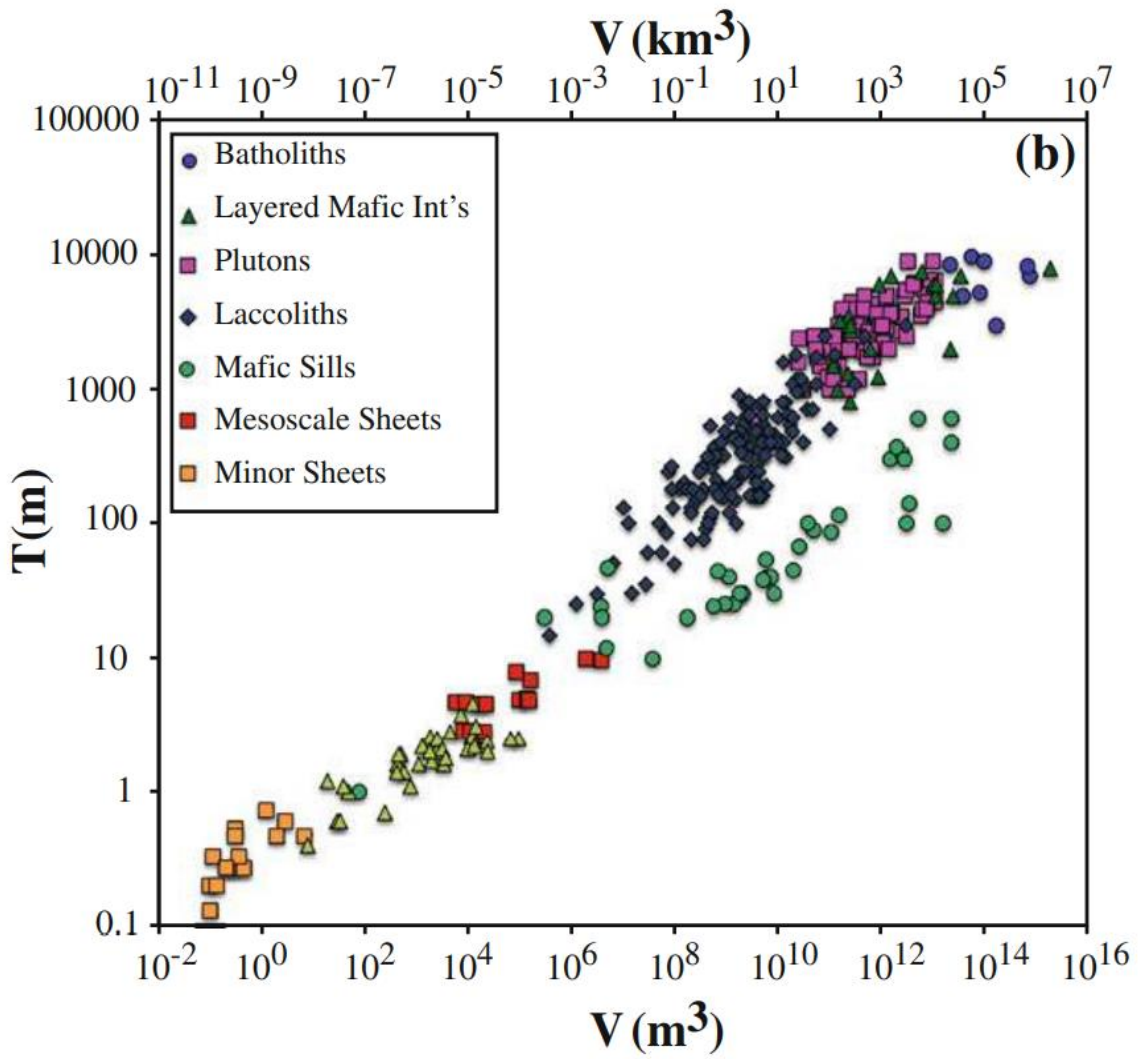 V (km³)
10⁻¹¹ 10⁻⁹ 10⁻⁷ 10⁻⁵ 10⁻³ 10⁻¹ 10¹ 10³ 10⁵ 10⁷
100000
(b)
Batholiths
Layered Mafic Int's
10000
Plutons
Laccoliths
Mafic Sills
1000
Mesoscale Sheets
Minor Sheets
T(m)
100
10
1
0.1
10⁻² 10⁰ 10² 10⁴ 10⁶ 10⁸ 10¹⁰ 10¹² 10¹⁴ 10¹⁶
V (m³)